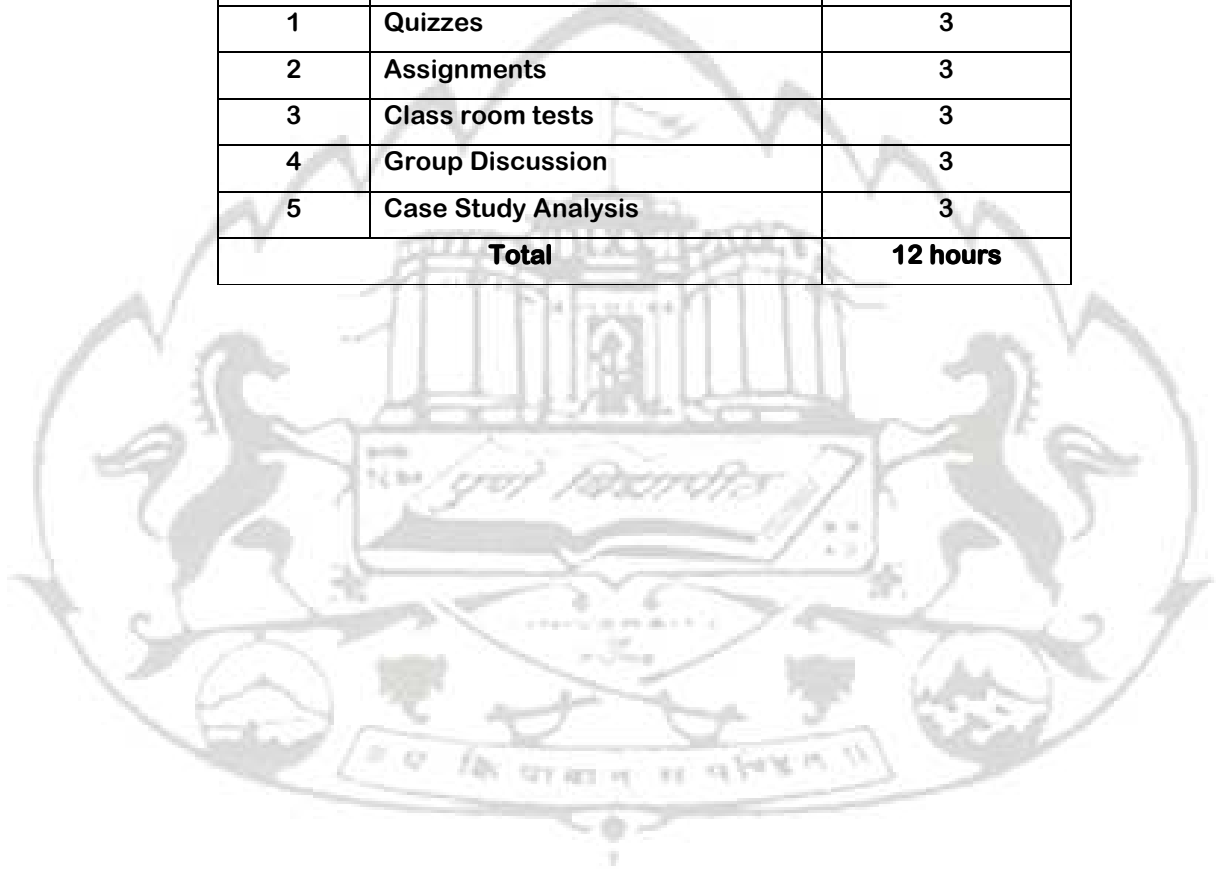 1 Quizzes 3
2 Assignments 3
3 Class room tests 3
4 Group Discussion 3
5 Case Study Analysis 3
Total 12 hours